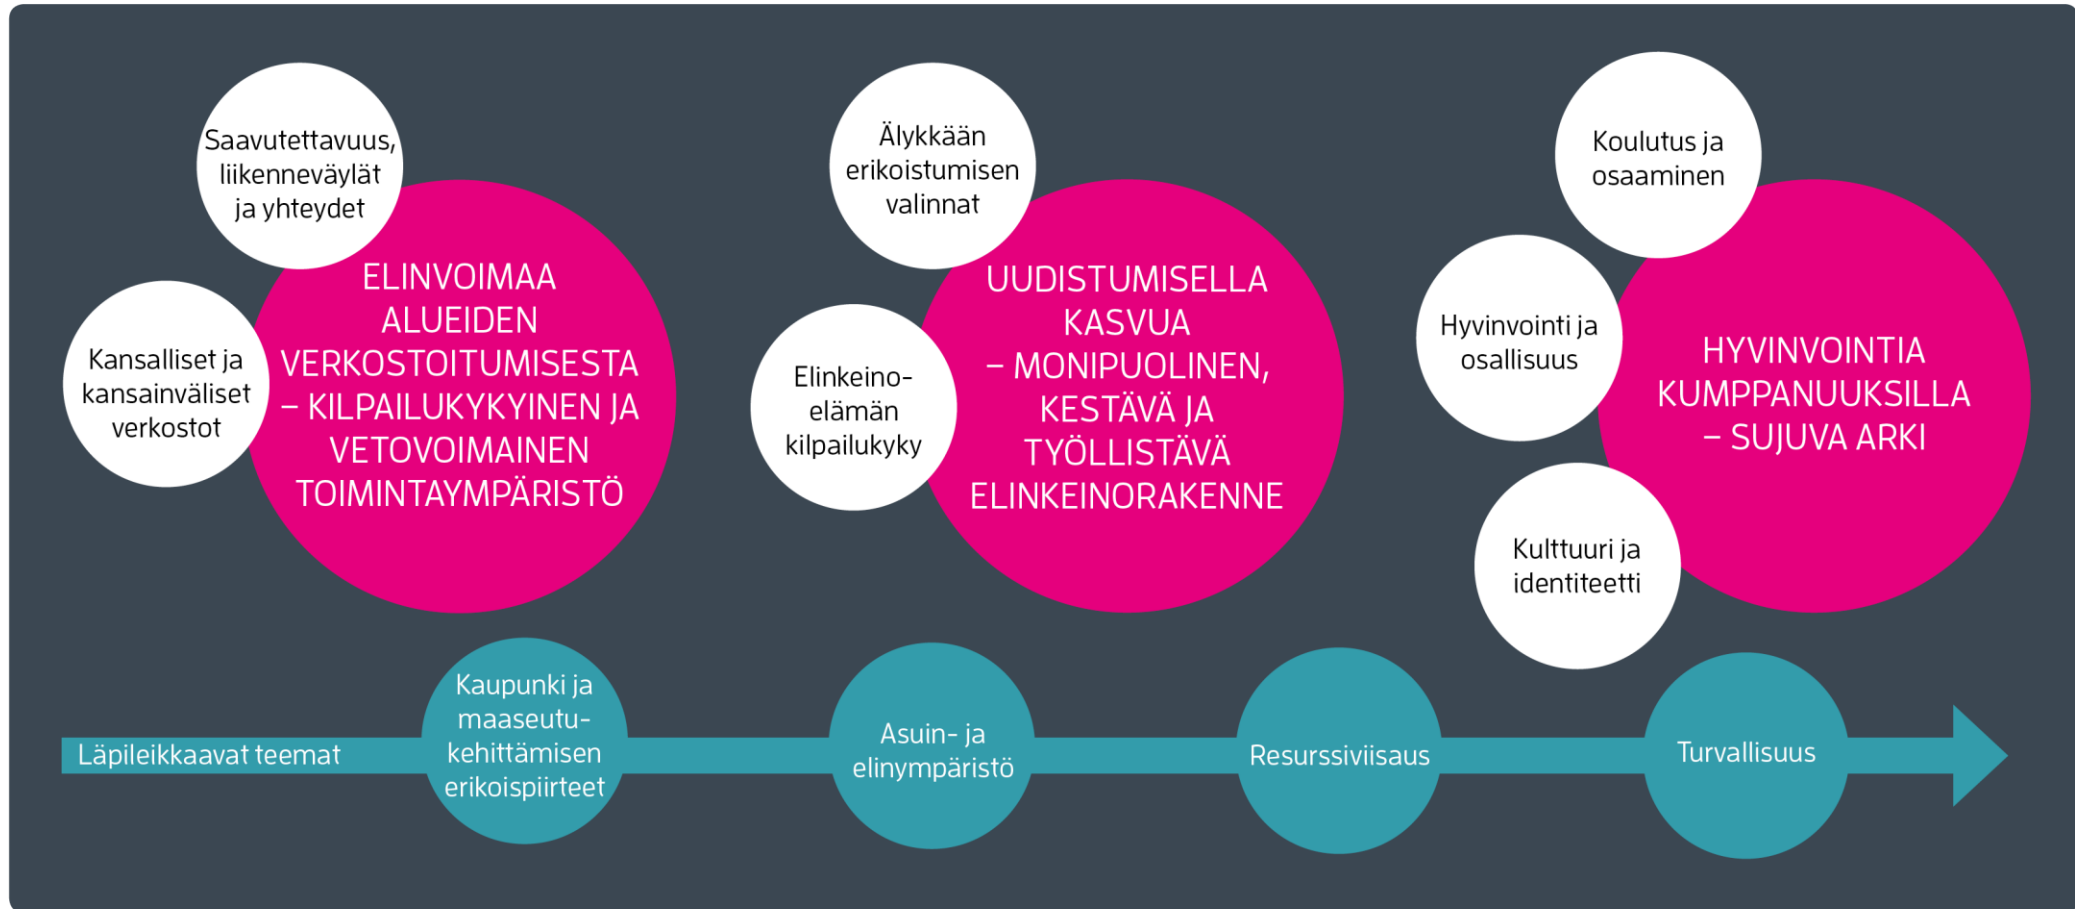 Saavutettavuus,
liikenneväylät
ja yhteydet
Kansalliset ja
kansainväliset
verkostot
ELINVOIMAA
ALUEIDEN
VERKOSTOITUMISESTA
– KILPAILUKYKYINEN JA
VETOVOIMAINEN
TOIMINTAYMPÄRISTÖ
Älykkään
erikoistumisen
valinnat
Elinkeino-
elämän
kilpailukyky
UUDISTUMISELLA
KASVUA
– MONIPUOLINEN,
KESTÄVÄ JA
TYÖLLISTÄVÄ
ELINKEINORAKENNE
Koulutus ja
osaaminen
Hyvinvointi ja
osallisuus
Kulttuuri ja
identiteetti
HYVINVOINTIA
KUMPPANUUKSILLA
– SUJUVA ARKI
Läpileikkaavat teemat
Kaupunki ja
maaseutu-
kehittämisen
erikoispiirteet
Asuin- ja
elinympäristö
Resurssiviisaus
Turvallisuus